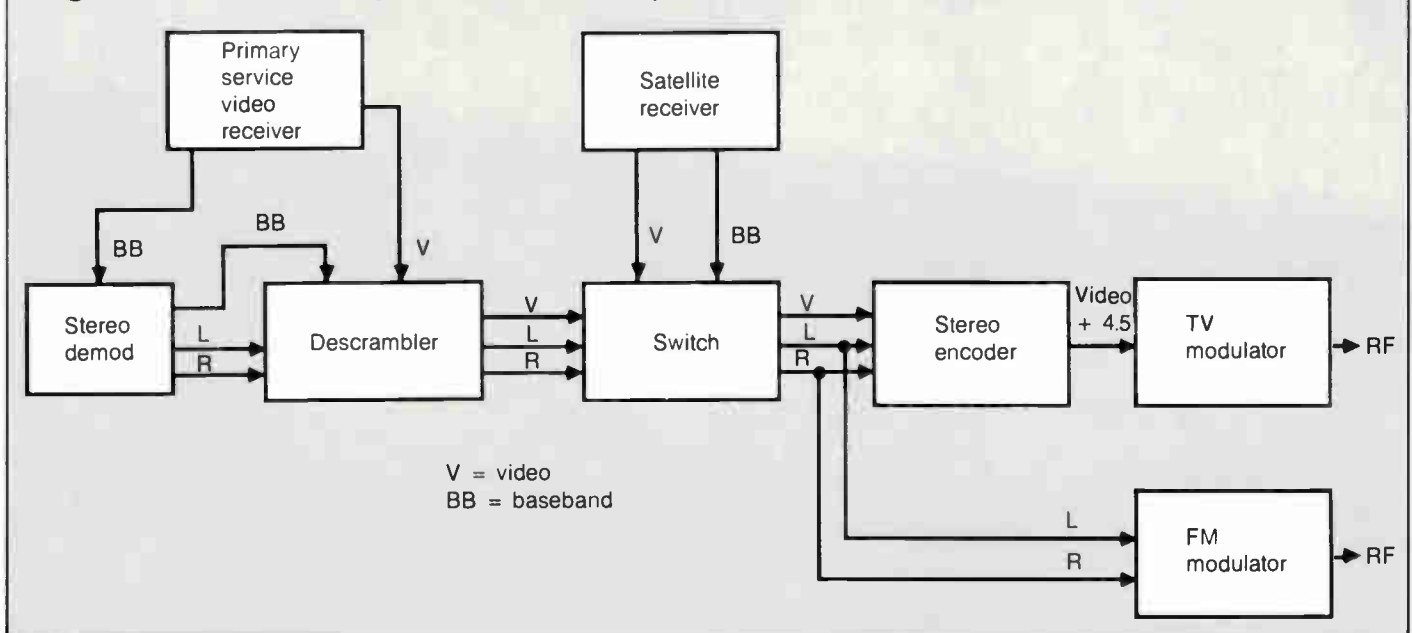 Primary
service
video
receiver
Satellite
receiver
BB
BB
V
V
BB
Stereo
demod
L
R
Descrambler
V
L
R
Switch
V
L
R
Stereo
encoder
Video
+ 4.5
TV
modulator
RF
V = video
BB = baseband
L
R
FM
modulator
RF